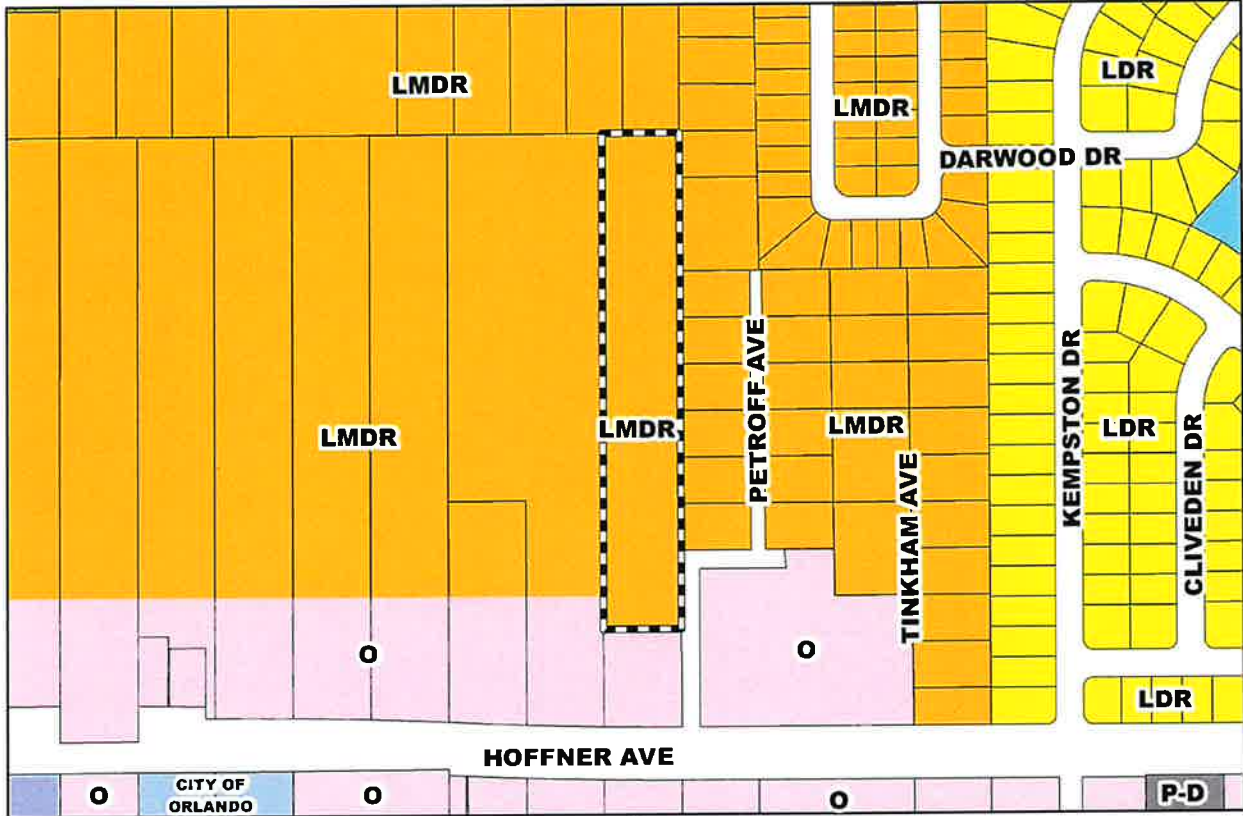 LDR
LMDR
LMDR
DARWOOD DR
PETROFF AVE
KEMPSTON DR
LMDR
LMDR
LMDR
LDR
CLIVEDEN DR
TINKHAM AVE
O
O
LDR
HOFFNER AVE
O
CITY OF
ORLANDO
O
O
P-D